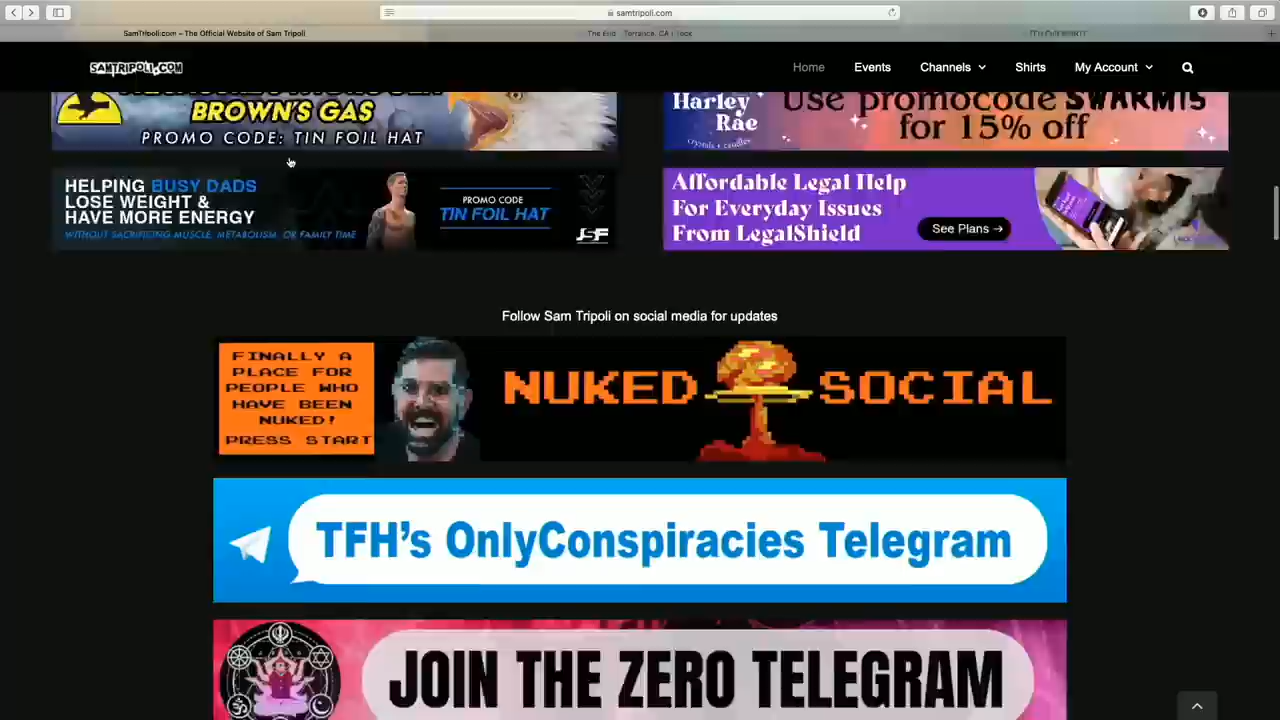 samtripoli.com
SamTripoli.com – The Official Website of Sam Tripoli
SAMTRIPOLI.COM
Home
Events
Channels
Shirts
My Account
BROWN'S GAS
PROMO CODE: TIN FOIL HAT
Harley
Rae
crystals + candles
Use promocode SWARM15
for 15% off
HELPING BUSY DADS
LOSE WEIGHT &
HAVE MORE ENERGY
WITHOUT SACRIFICING MUSCLE, METABOLISM, OR FAMILY TIME
PROMO CODE
TIN FOIL HAT
JSF
Affordable Legal Help
For Everyday Issues
From LegalShield
See Plans →
Follow Sam Tripoli on social media for updates
FINALLY A
PLACE FOR
PEOPLE WHO
HAVE BEEN
NUKED!
PRESS START
NUKED SOCIAL
TFH's OnlyConspiracies Telegram
JOIN THE ZERO TELEGRAM